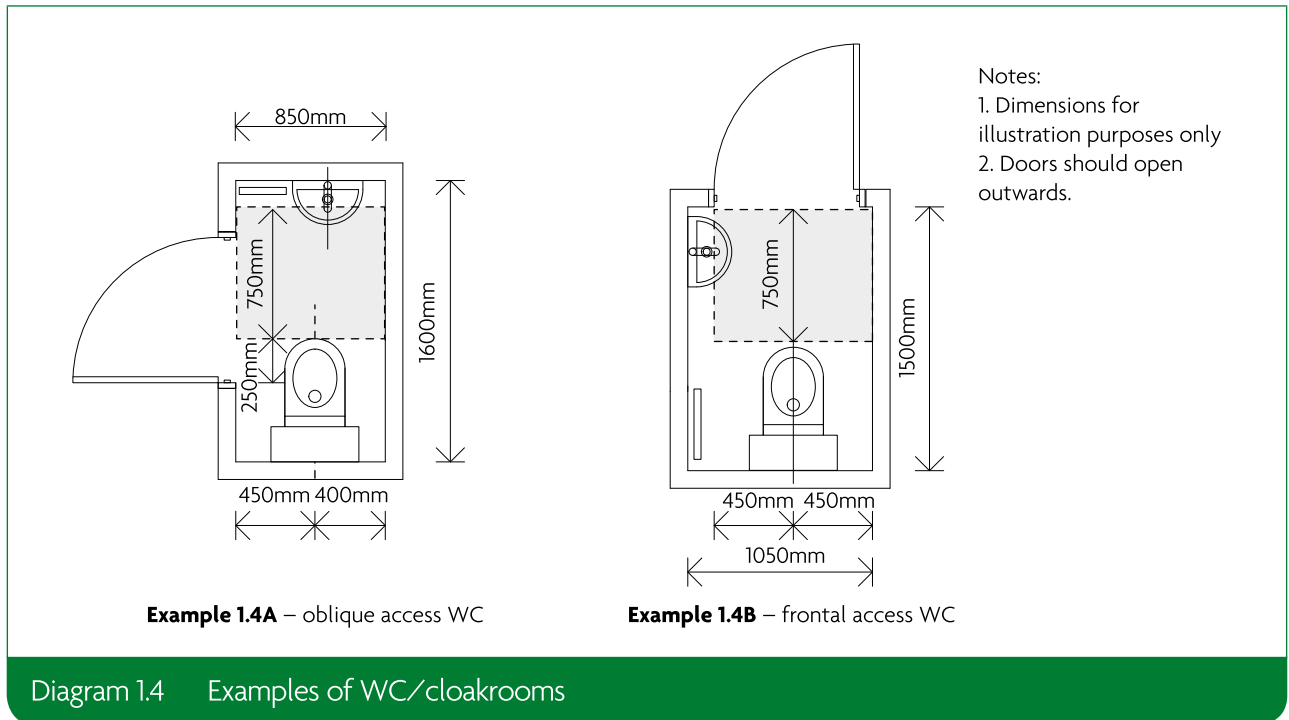 850mm
750mm
250mm
1600mm
450mm 400mm
Example 1.4A – oblique access WC
750mm
1500mm
450mm 450mm
1050mm
Example 1.4B – frontal access WC
Notes:
1. Dimensions for
illustration purposes only
2. Doors should open
outwards.
Diagram 1.4 Examples of WC/cloakrooms